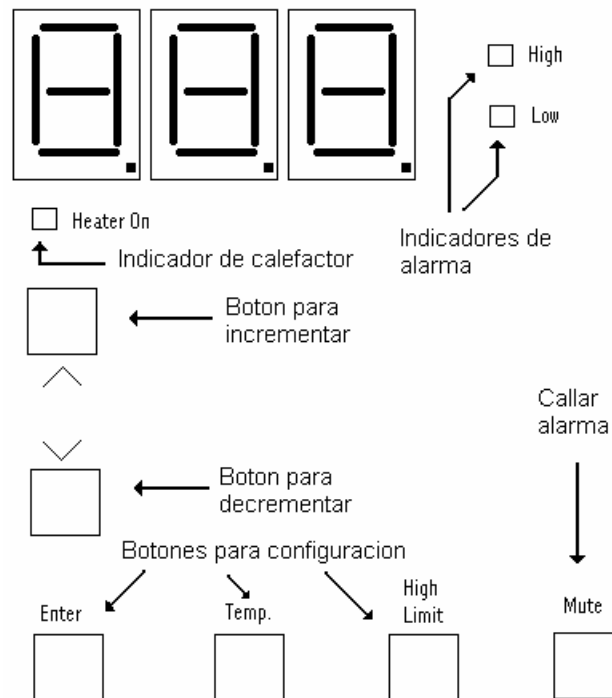 High
Low
Heater On
Indicadores de
alarma
Indicador de calefactor
Boton para
incrementar
Callar
alarma
Boton para
decrementar
Botones para configuracion
Enter
Temp.
High
Limit
Mute